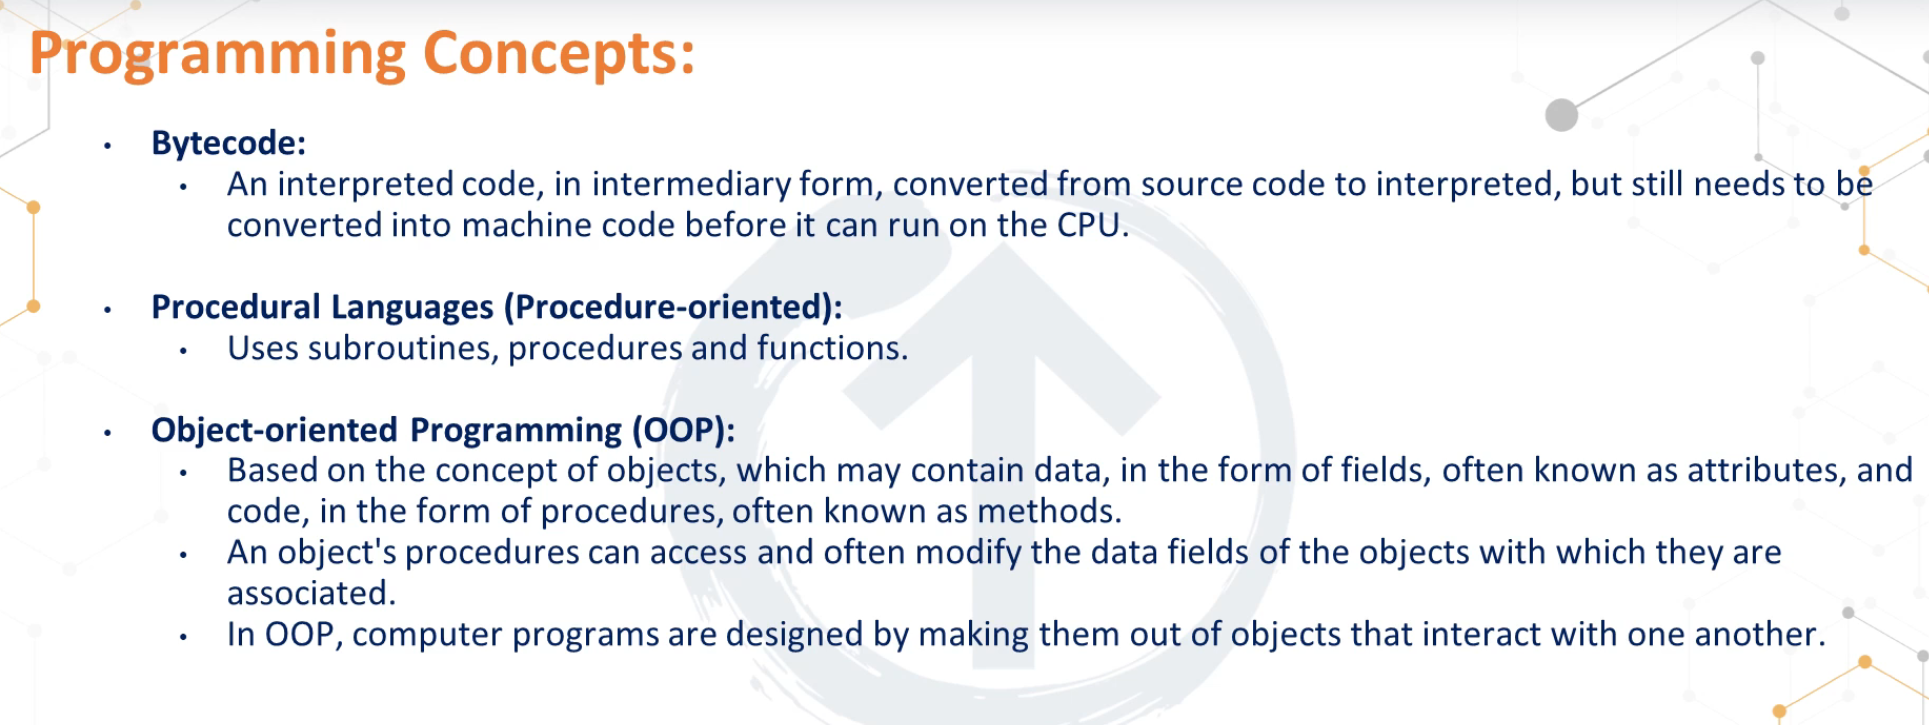 Programming Concepts:
• Bytecode:
• An interpreted code, in intermediary form, converted from source code to interpreted, but still needs to be
converted into machine code before it can run on the CPU.
• Procedural Languages (Procedure-oriented):
• Uses subroutines, procedures and functions.
• Object-oriented Programming (OOP):
• Based on the concept of objects, which may contain data, in the form of fields, often known as attributes, and
code, in the form of procedures, often known as methods.
• An object's procedures can access and often modify the data fields of the objects with which they are
associated.
• In OOP, computer programs are designed by making them out of objects that interact with one another.